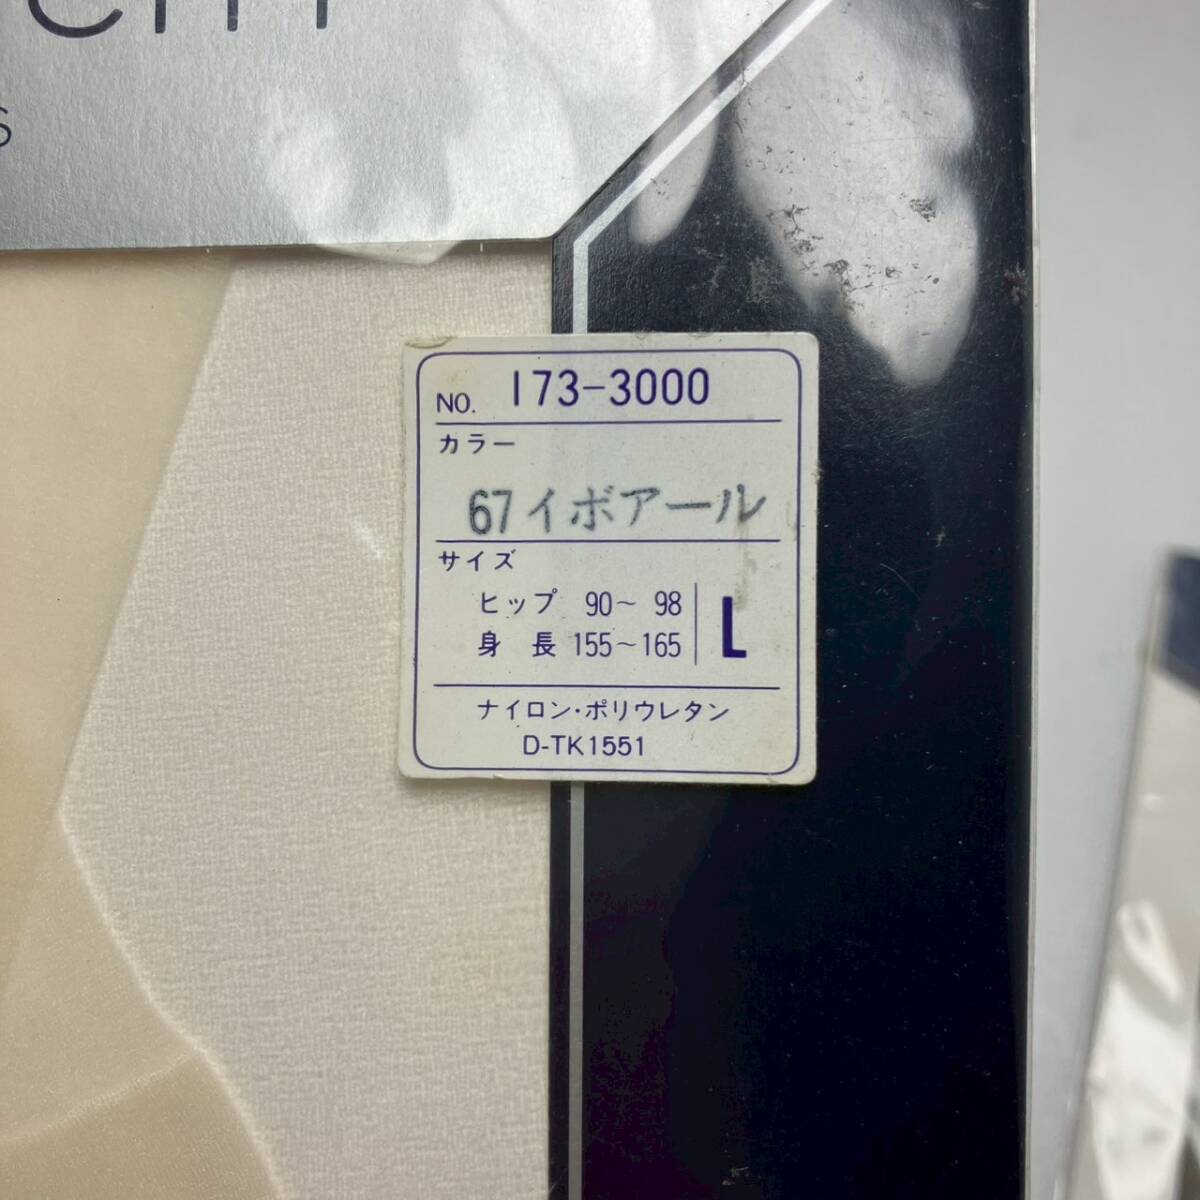 NO. 173-3000
カラー
67イボアール
サイズ
ヒップ 90~ 98
身 長 155~165
L
ナイロン・ポリウレタン
D-TK1551